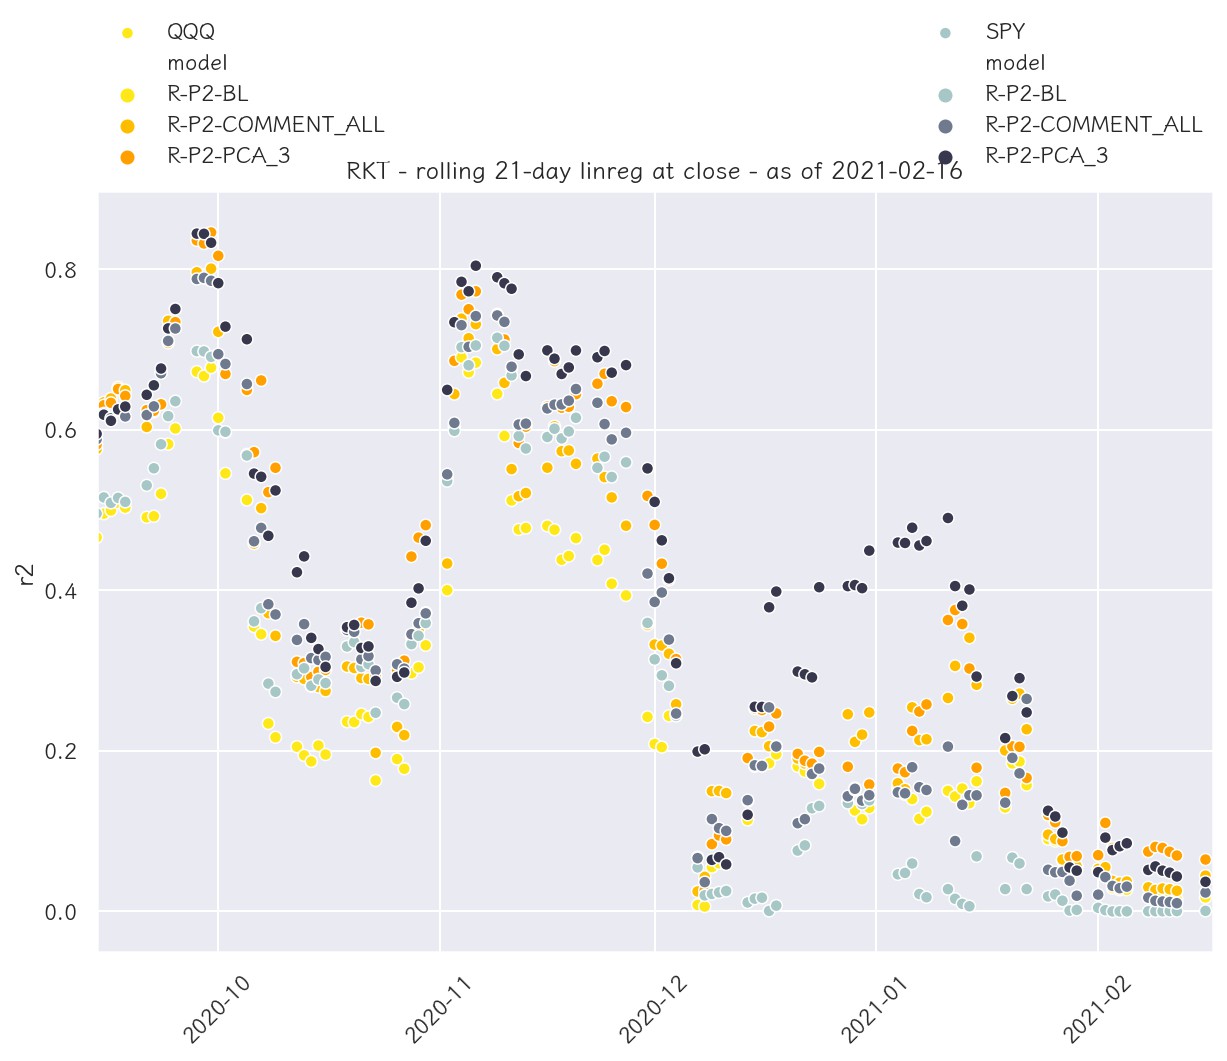 QQQ
model
R-P2-BL
R-P2-COMMENT_ALL
R-P2-PCA_3
SPY
model
R-P2-BL
R-P2-COMMENT_ALL
R-P2-PCA_3
RKT - rolling 21-day linreg at close - as of 2021-02-16
r2
0.8
0.6
0.4
0.2
0.0
2020-10
2020-11
2020-12
2021-01
2021-02